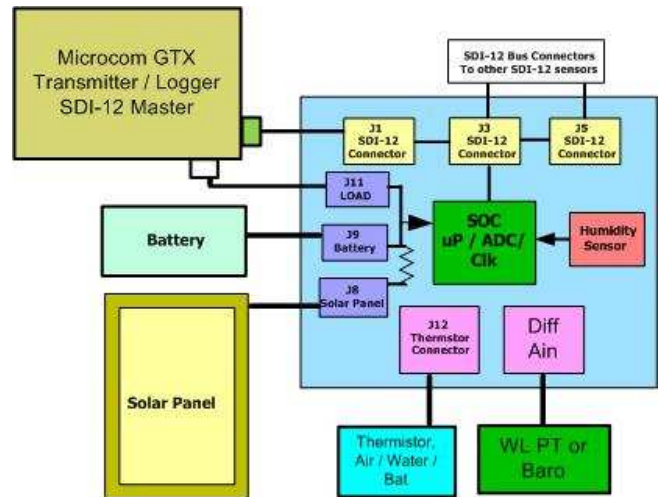 Microcom GTX
Transmitter / Logger
SDI-12 Master
SDI-12 Bus Connectors
To other SDI-12 sensors
J1
SDI-12
Connector
J3
SDI-12
Connector
J5
SDI-12
Connector
J11
LOAD
Battery
J9
Battery
SOC
uP / ADC/
Clk
Humidity
Sensor
J8
Solar Panel
J12
Thermstor
Connector
Diff
Ain
Solar Panel
Thermistor,
Air / Water /
Bat
WL PT or
Baro